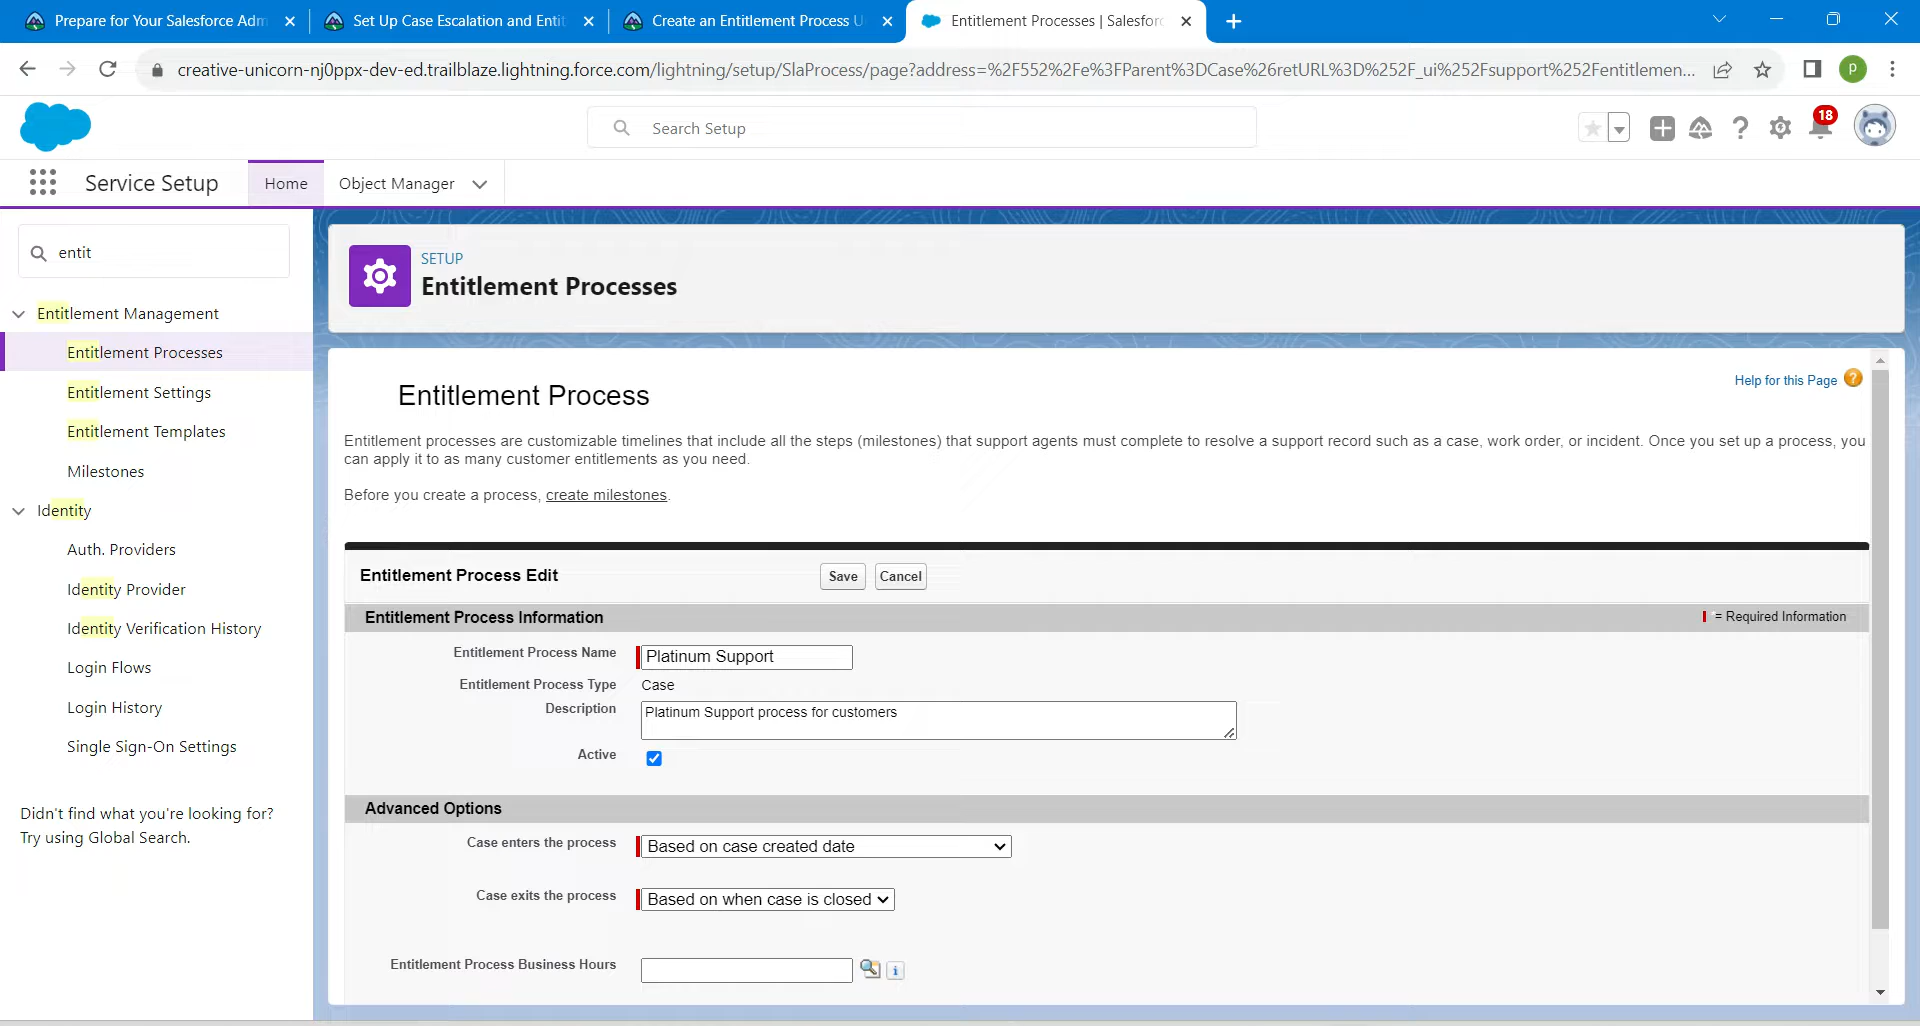 Prepare for Your Salesforce Adm
Set Up Case Escalation and Entit
Create an Entitlement Process U
Entitlement Processes | Salesforc
creative-unicorn-nj0ppx-dev-ed.trailblaze.lightning.force.com/lightning/setup/SlaProcess/page?address=%2F552%2Fe%3FParent%3DCase%26retURL%3D%252F_ui%252Fsupport%252Fentitlemen...
P
Search Setup
18
Service Setup
Home
Object Manager
entit
Entitlement Management
Entitlement Processes
Entitlement Settings
Entitlement Templates
Milestones
Identity
Auth. Providers
Identity Provider
Identity Verification History
Login Flows
Login History
Single Sign-On Settings
Didn't find what you're looking for?
Try using Global Search.
SETUP
Entitlement Processes
Entitlement Process
Help for this Page
Entitlement processes are customizable timelines that include all the steps (milestones) that support agents must complete to resolve a support record such as a case, work order, or incident. Once you set up a process, you
can apply it to as many customer entitlements as you need.
Before you create a process, create milestones.
Entitlement Process Edit
Save
Cancel
Entitlement Process Information
= Required Information
Entitlement Process Name
Platinum Support
Entitlement Process Type
Case
Description
Platinum Support process for customers
Active
Advanced Options
Case enters the process
Based on case created date
Case exits the process
Based on when case is closed
Entitlement Process Business Hours